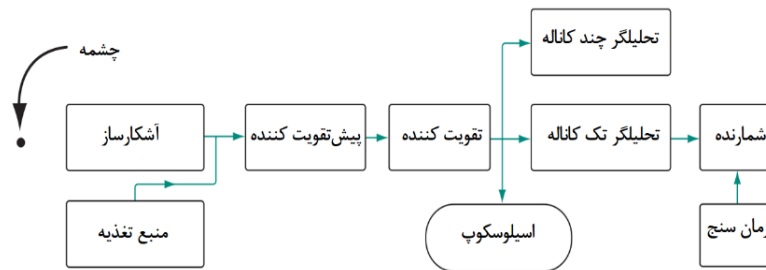 چشمه
تحلیلگر چند کاناله
آشکارساز
پیش‌تقویت کننده
تقویت کننده
تحلیلگر تک کاناله
شمارنده
منبع تغذیه
اسیلوسکوپ
زمان سنج